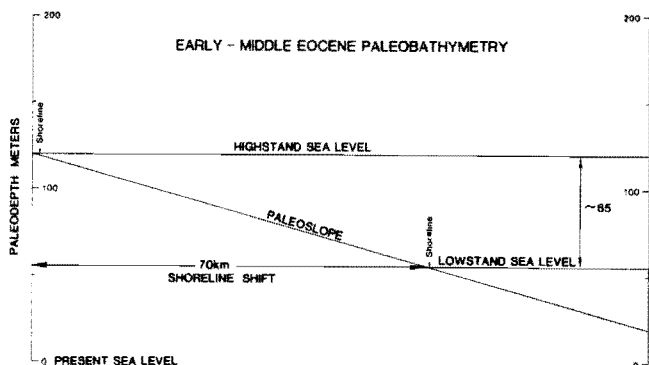 200
200
EARLY - MIDDLE EOCENE PALEOBATHYMETRY
PALEODEPTH METERS
Shoreline
HIGHSTAND SEA LEVEL
100
100
~65
PALEOSLOPE
Shoreline
70km
SHORELINE SHIFT
LOWSTAND SEA LEVEL
0
PRESENT SEA LEVEL
0